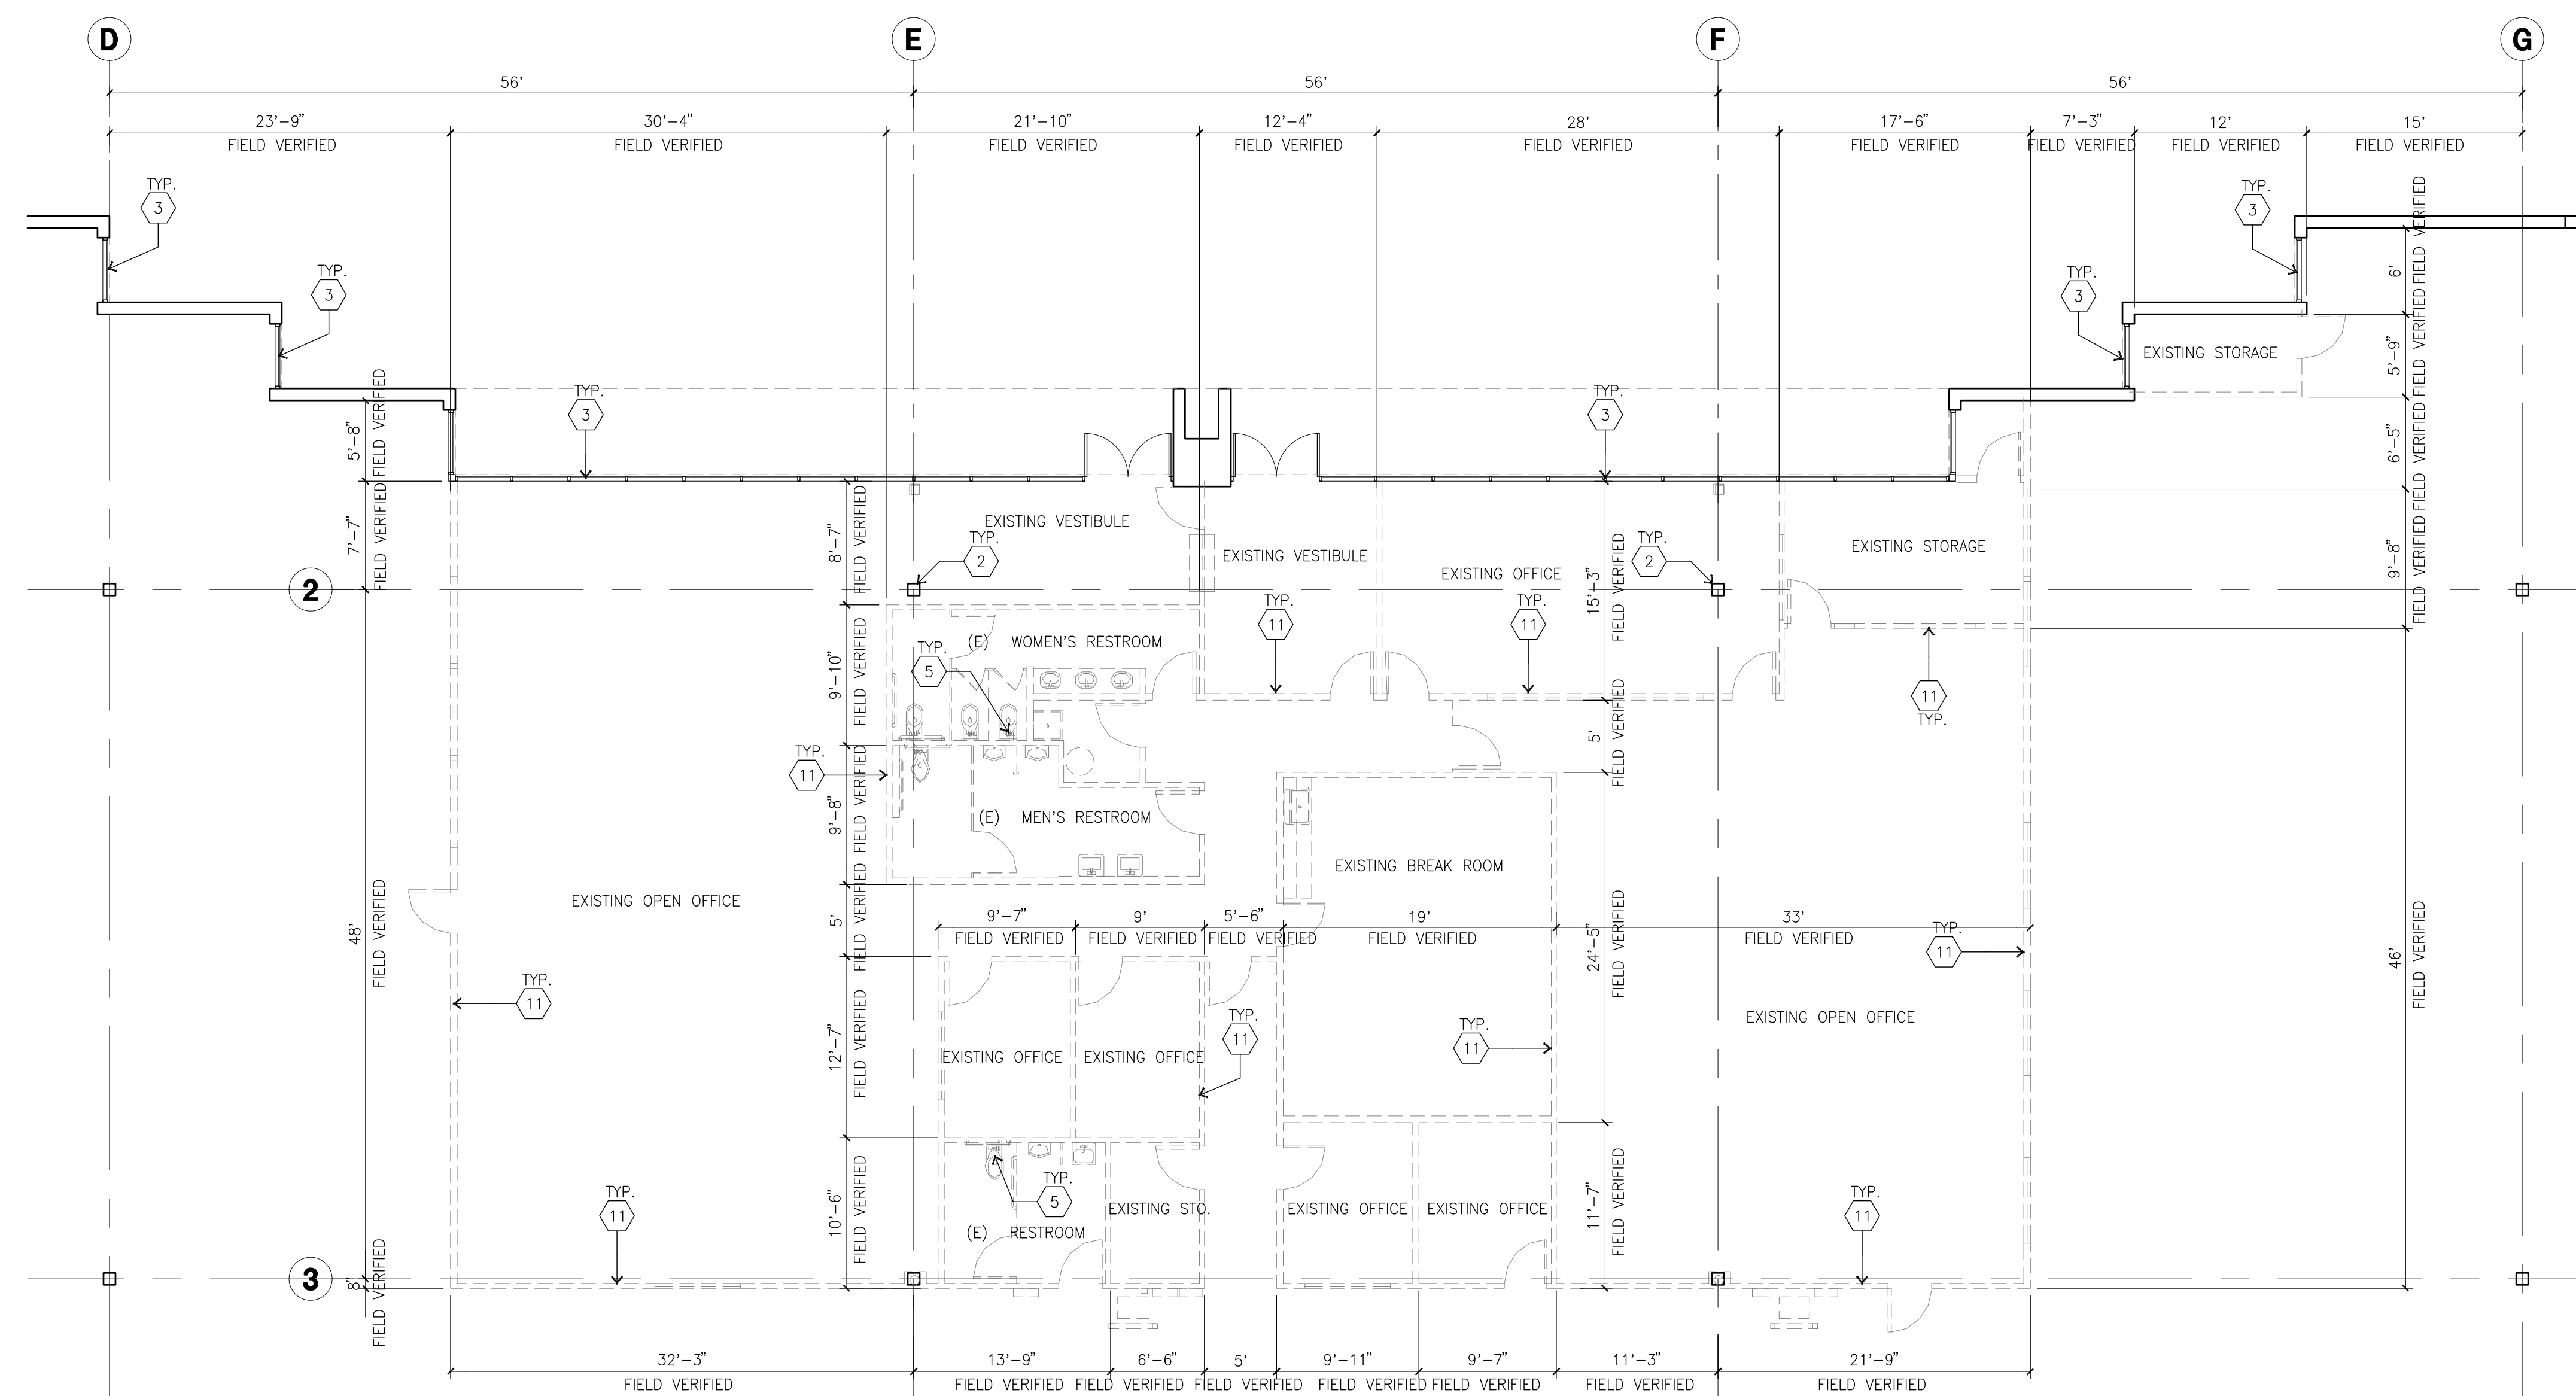 D
E
F
G
56'
56'
56'
23'-9"
30'-4"
21'-10"
12'-4"
28'
17'-6"
7'-3"
12'
15'
FIELD VERIFIED
FIELD VERIFIED
FIELD VERIFIED
FIELD VERIFIED
FIELD VERIFIED
FIELD VERIFIED
FIELD VERIFIED
FIELD VERIFIED
FIELD VERIFIED
TYP.
3
TYP.
3
TYP.
3
TYP.
3
TYP.
3
TYP.
3
6'
FIELD VERIFIED
5'-9"
FIELD VERIFIED
6'-5"
FIELD VERIFIED
9'-8"
FIELD VERIFIED
46'
FIELD VERIFIED
EXISTING STORAGE
5'-8"
FIELD VERIFIED
7'-7"
FIELD VERIFIED
48'
FIELD VERIFIED
8"
FIELD VERIFIED
EXISTING VESTIBULE
TYP.
2
EXISTING VESTIBULE
EXISTING OFFICE
TYP.
2
EXISTING STORAGE
2
8'-7"
FIELD VERIFIED
9'-10"
FIELD VERIFIED
9'-8"
FIELD VERIFIED
5'
FIELD VERIFIED
12'-7"
FIELD VERIFIED
10'-6"
FIELD VERIFIED
15'-3"
FIELD VERIFIED
5'
FIELD VERIFIED
24'-5"
FIELD VERIFIED
11'-7"
FIELD VERIFIED
TYP.
11
TYP.
11
(E) WOMEN'S RESTROOM
TYP.
5
11
TYP.
TYP.
11
(E) MEN'S RESTROOM
EXISTING BREAK ROOM
EXISTING OPEN OFFICE
9'-7"
9'
5'-6"
19'
33'
FIELD VERIFIED
FIELD VERIFIED
FIELD VERIFIED
FIELD VERIFIED
FIELD VERIFIED
TYP.
11
TYP.
11
TYP.
11
TYP.
11
EXISTING OPEN OFFICE
EXISTING OFFICE
EXISTING OFFICE
TYP.
5
TYP.
11
TYP.
11
EXISTING STO.
EXISTING OFFICE
EXISTING OFFICE
(E) RESTROOM
3
32'-3"
13'-9"
6'-6"
5'
9'-11"
9'-7"
11'-3"
21'-9"
FIELD VERIFIED
FIELD VERIFIED
FIELD VERIFIED
FIELD VERIFIED
FIELD VERIFIED
FIELD VERIFIED
FIELD VERIFIED
FIELD VERIFIED